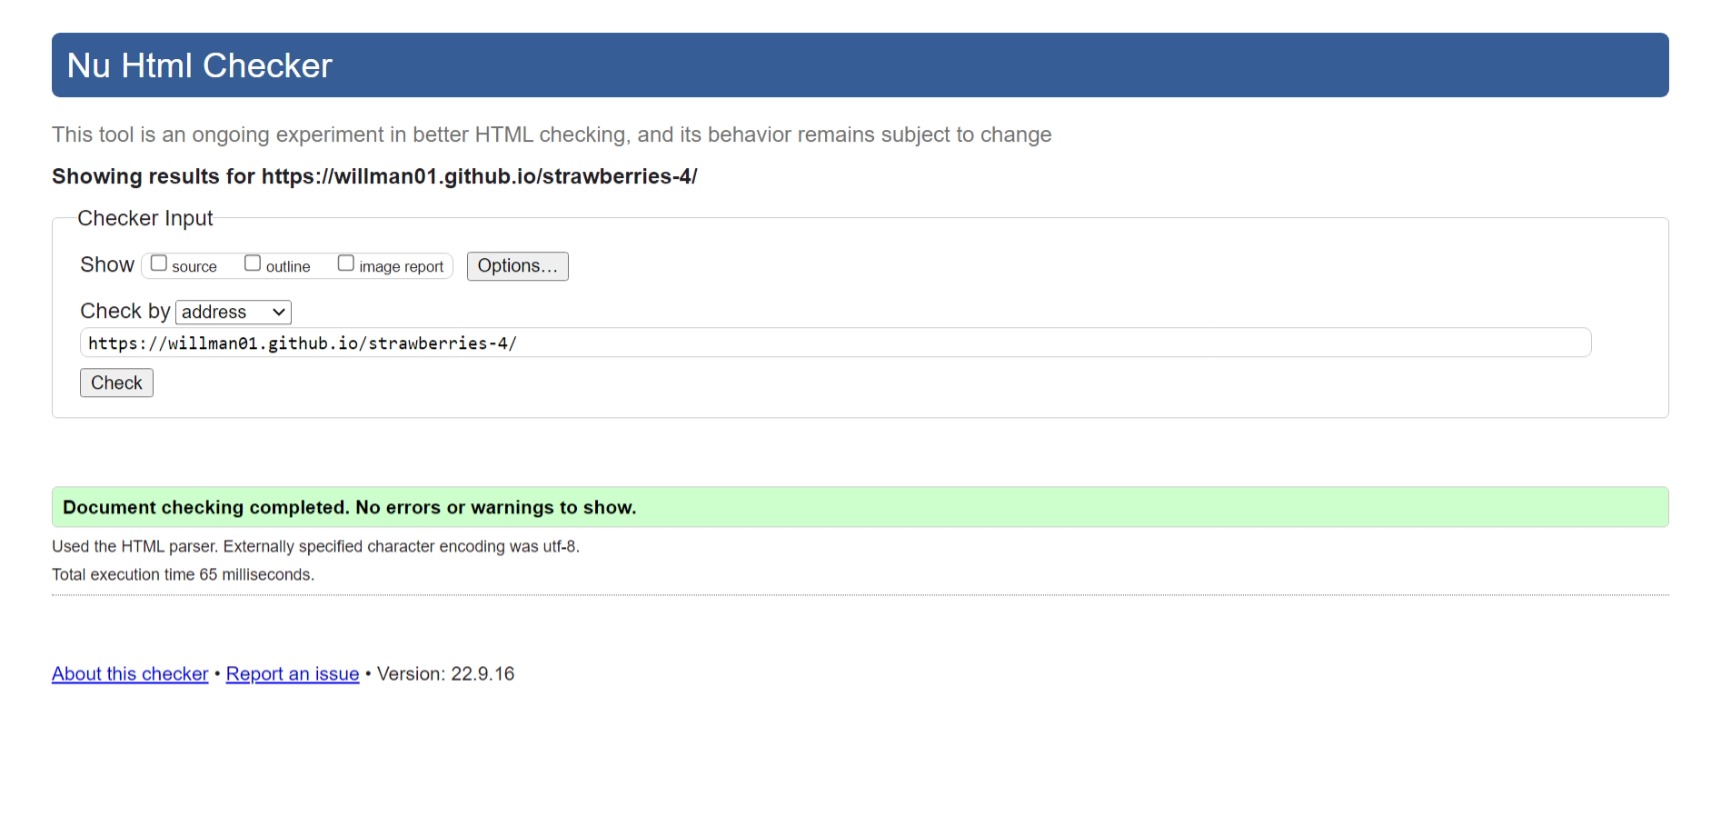 Nu Html Checker
This tool is an ongoing experiment in better HTML checking, and its behavior remains subject to change
Showing results for https://willman01.github.io/strawberries-4/
Checker Input
Show source outline image report Options...
Check by address
https://willman01.github.io/strawberries-4/
Check
Document checking completed. No errors or warnings to show.
Used the HTML parser. Externally specified character encoding was utf-8.
Total execution time 65 milliseconds.
About this checker • Report an issue • Version: 22.9.16